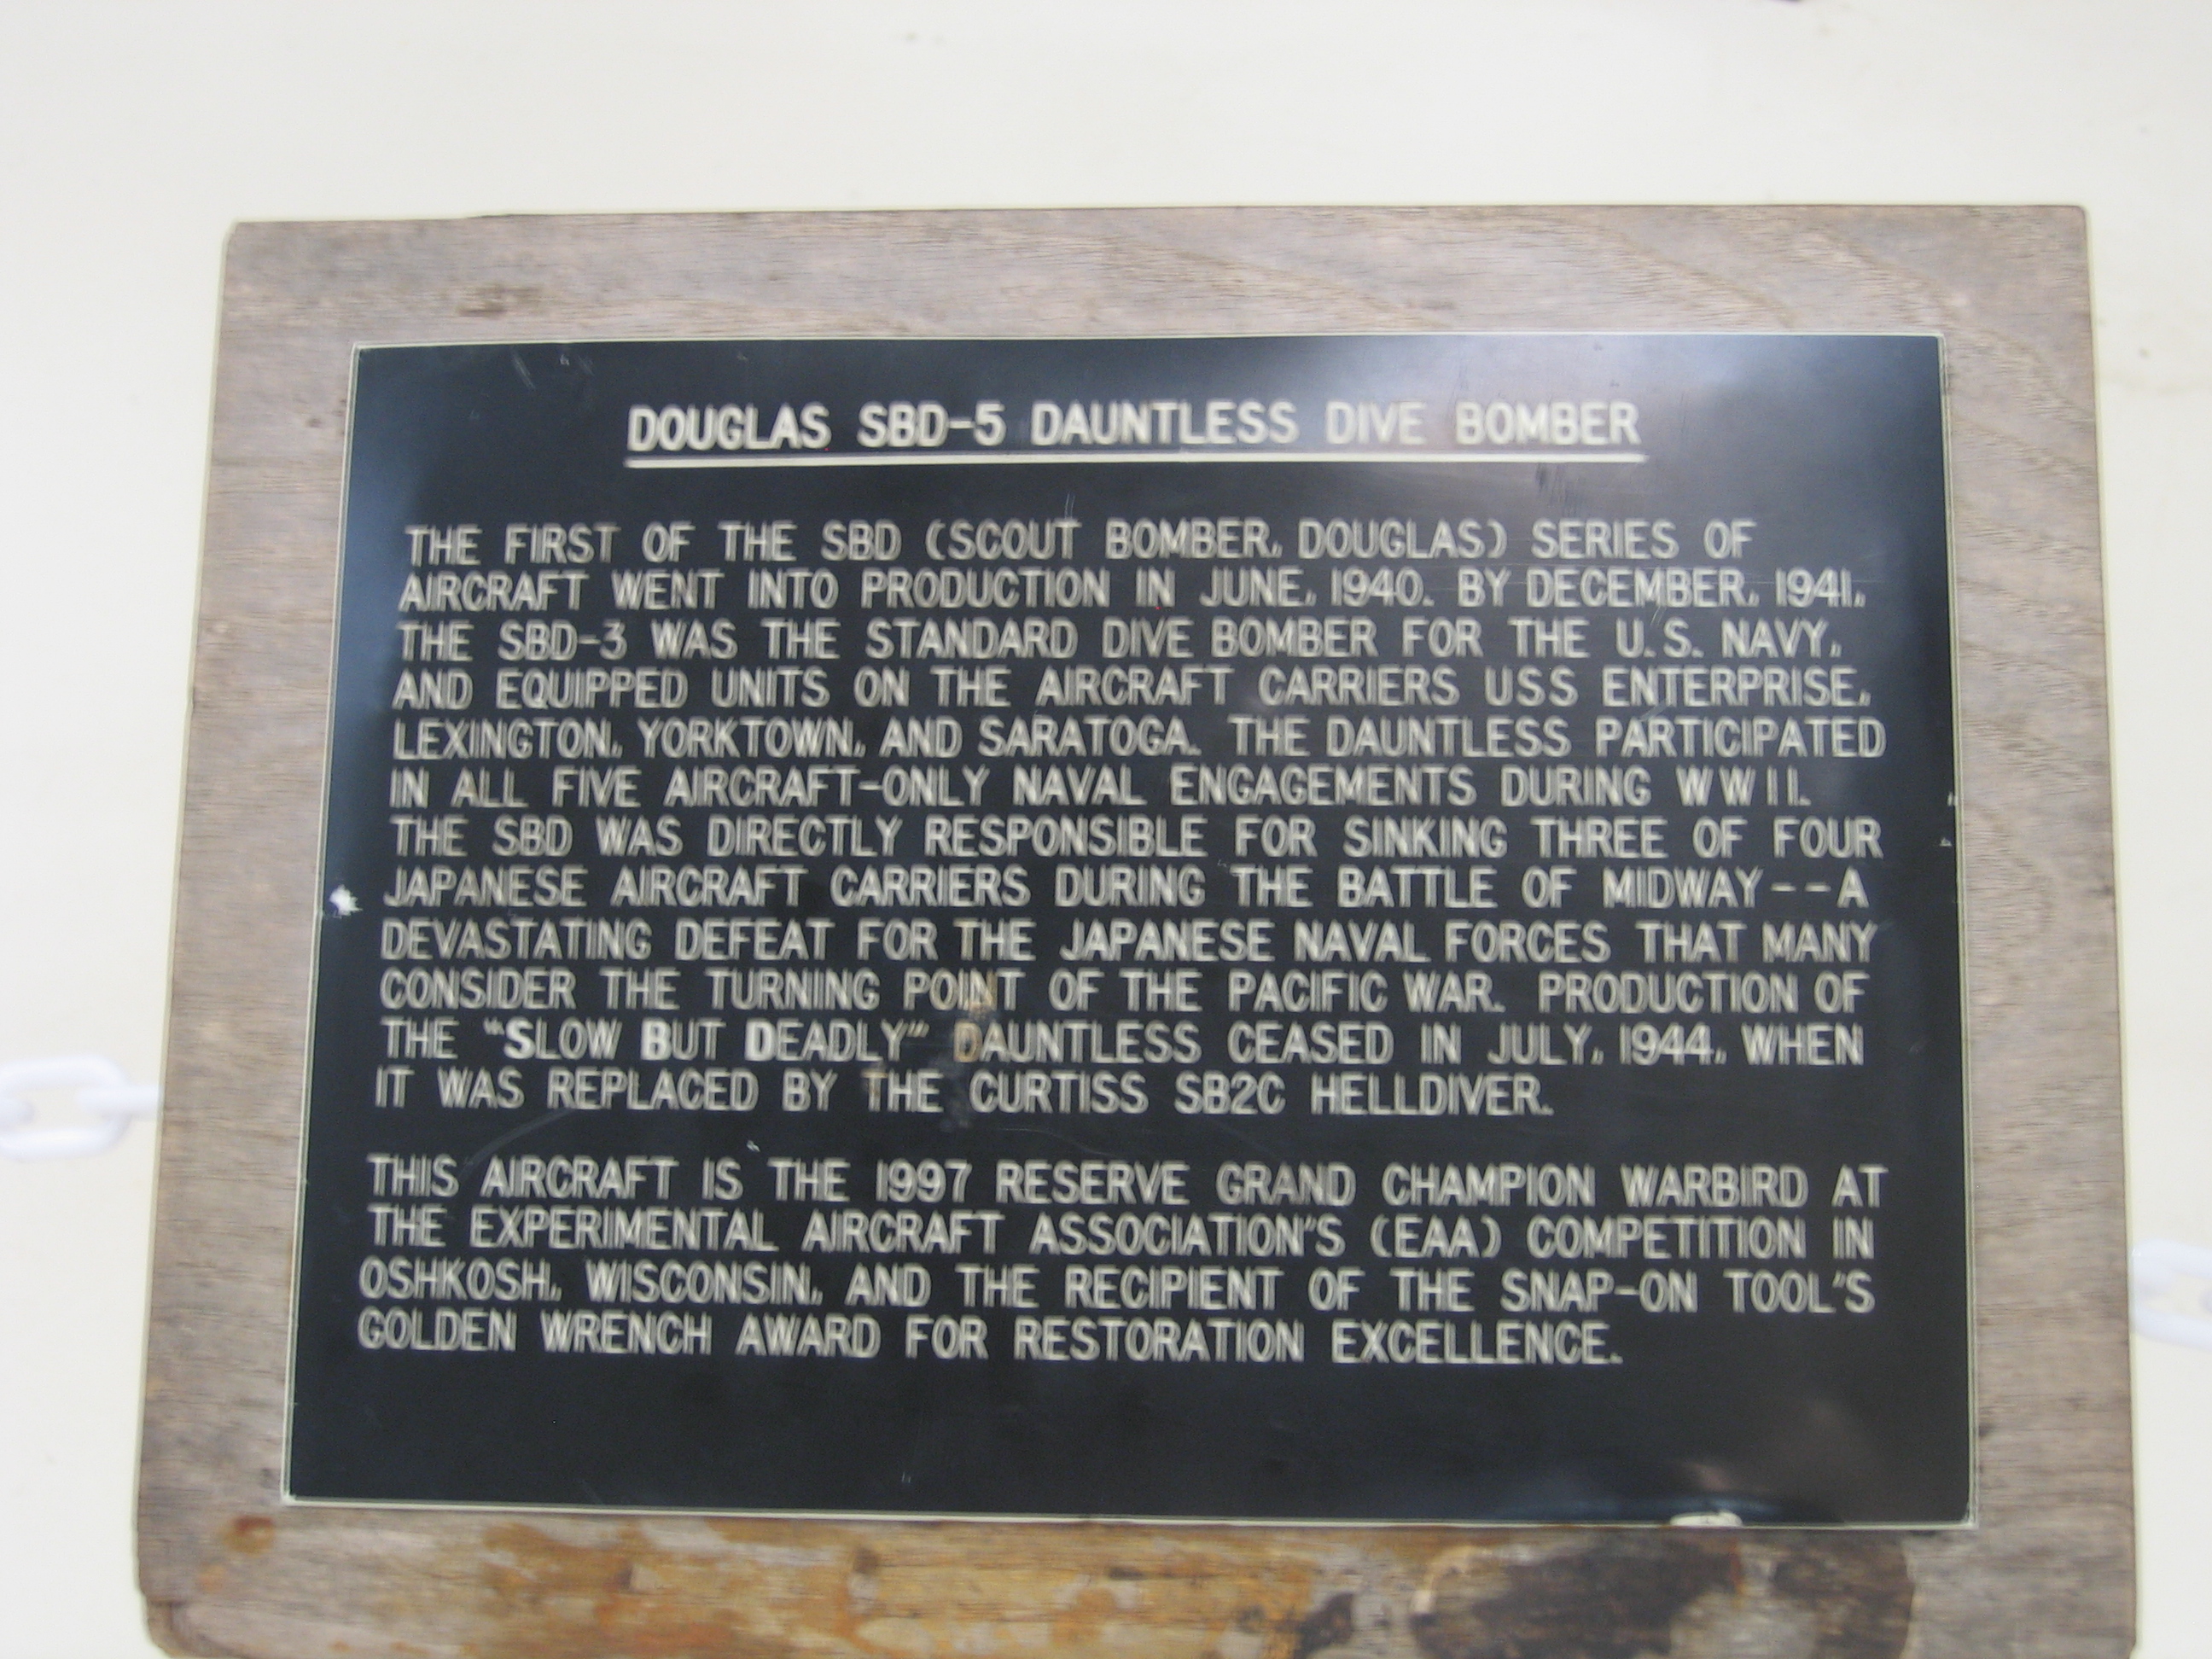 DOUGLAS SBD-5 DAUNTLESS DIVE BOMBER
THE FIRST OF THE SBD (SCOUT BOMBER, DOUGLAS) SERIES OF
AIRCRAFT WENT INTO PRODUCTION IN JUNE, 1940. BY DECEMBER, 1941,
THE SBD-3 WAS THE STANDARD DIVE BOMBER FOR THE U.S. NAVY,
AND EQUIPPED UNITS ON THE AIRCRAFT CARRIERS USS ENTERPRISE,
LEXINGTON, YORKTOWN, AND SARATOGA. THE DAUNTLESS PARTICIPATED
IN ALL FIVE AIRCRAFT-ONLY NAVAL ENGAGEMENTS DURING WWII.
THE SBD WAS DIRECTLY RESPONSIBLE FOR SINKING THREE OF FOUR
JAPANESE AIRCRAFT CARRIERS DURING THE BATTLE OF MIDWAY--A
DEVASTATING DEFEAT FOR THE JAPANESE NAVAL FORCES THAT MANY
CONSIDER THE TURNING POINT OF THE PACIFIC WAR. PRODUCTION OF
THE "SLOW BUT DEADLY" DAUNTLESS CEASED IN JULY, 1944, WHEN
IT WAS REPLACED BY THE CURTISS SB2C HELLDIVER.
THIS AIRCRAFT IS THE 1997 RESERVE GRAND CHAMPION WARBIRD AT
THE EXPERIMENTAL AIRCRAFT ASSOCIATION'S (EAA) COMPETITION IN
OSHKOSH, WISCONSIN, AND THE RECIPIENT OF THE SNAP-ON TOOL'S
GOLDEN WRENCH AWARD FOR RESTORATION EXCELLENCE.